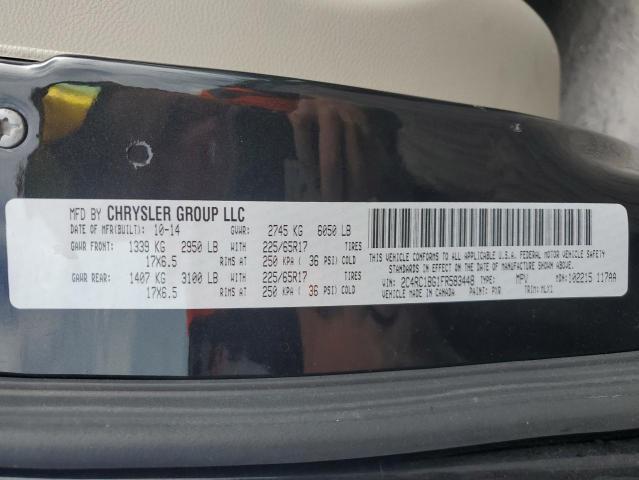 MFD BY CHRYSLER GROUP LLC
DATE OF MFR(BUILT): 10-14 GVWR: 2745 KG 6050 LB
GAWR FRONT: 1339 KG 2950 LB WITH 225/65R17 TIRES
17X6.5 RIMS AT 250 KPA ( 36 PSI) COLD
GAWR REAR: 1407 KG 3100 LB WITH 225/65R17 TIRES
17X6.5 RIMS AT 250 KPA ( 36 PSI) COLD
THIS VEHICLE CONFORMS TO ALL APPLICABLE U.S.A. FEDERAL MOTOR VEHICLE SAFETY
STANDARDS IN EFFECT ON THE DATE OF MANUFACTURE SHOWN ABOVE.
VIN: 2C4RC1BG1FR583448 TYPE: MPV MDH: 102215 117AA
VEHICLE MADE IN CANADA PAINT: PXR TRIM: